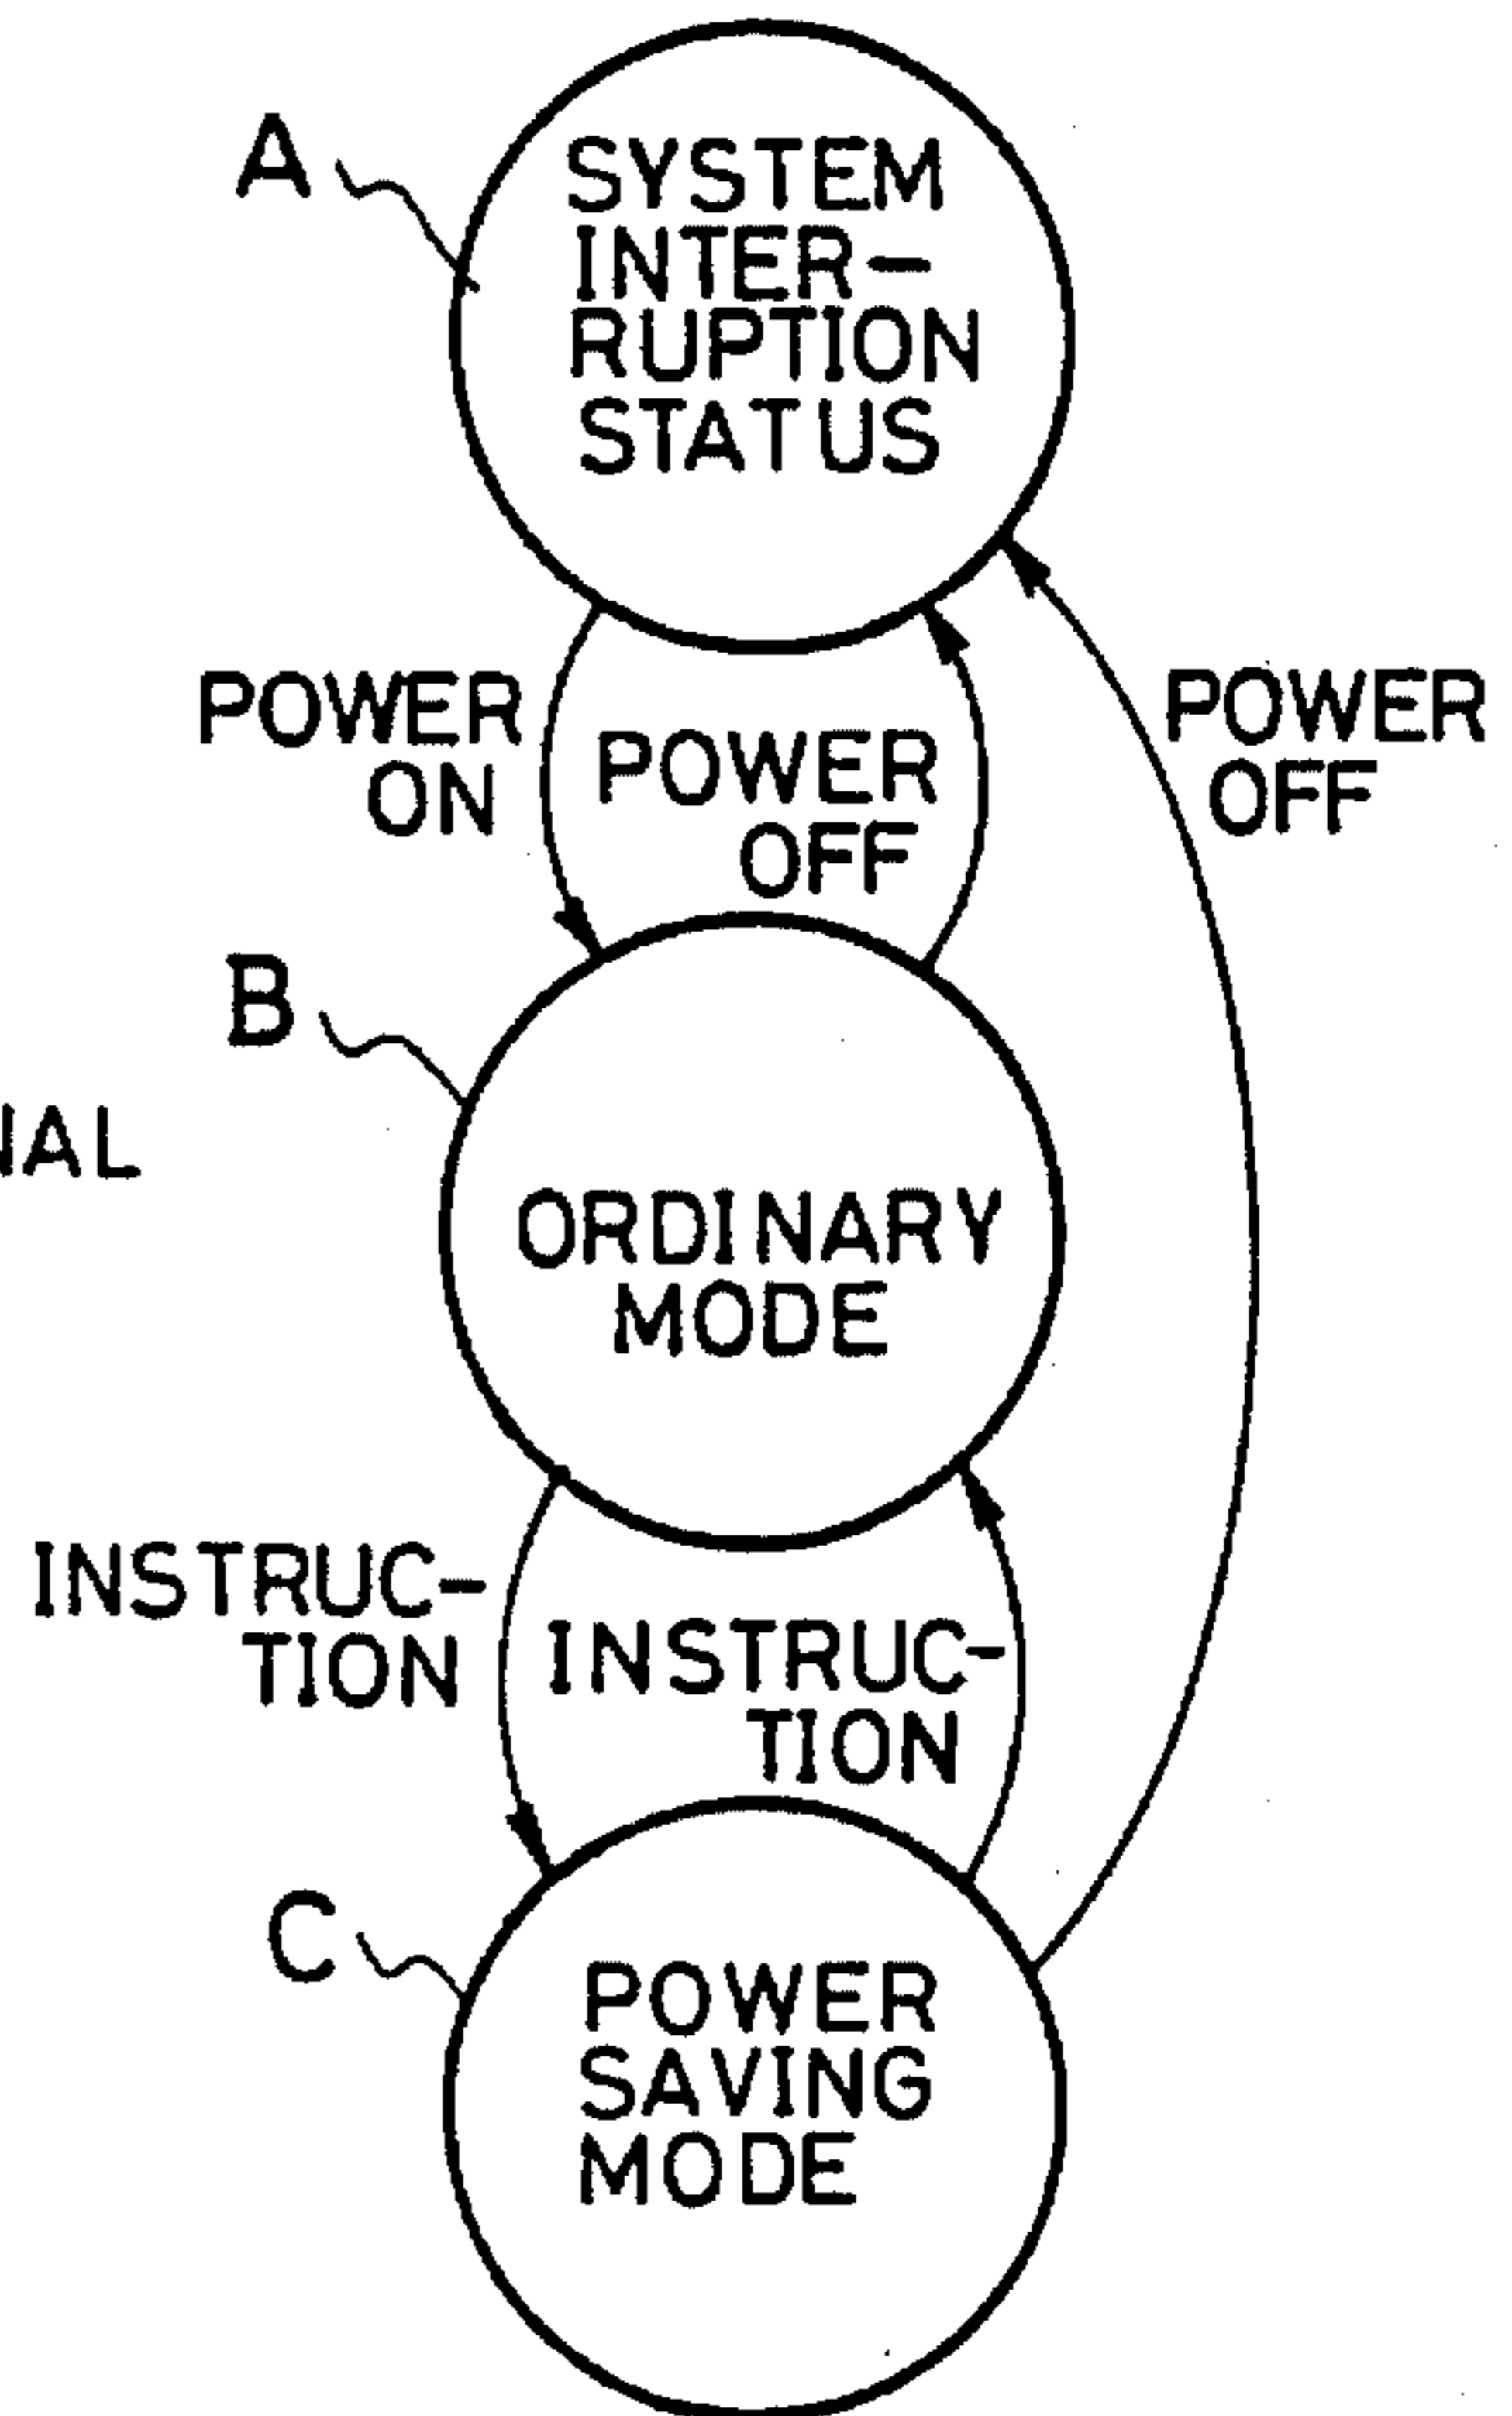 A
SYSTEM
INTER-
RUPTION
STATUS
POWER
ON
POWER
OFF
POWER
OFF
B
ORDINARY
MODE
INSTRUC-
TION
INSTRUC-
TION
C
POWER
SAVING
MODE